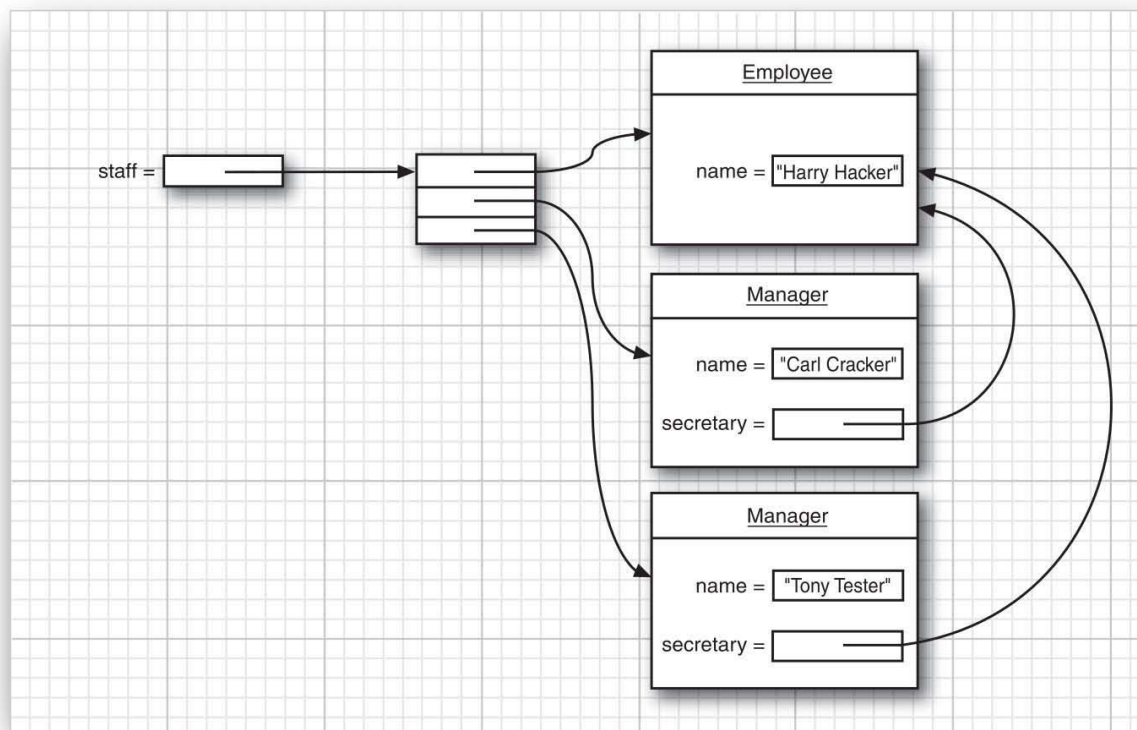 Employee
staff =
name = "Harry Hacker"
Manager
name = "Carl Cracker"
secretary =
Manager
name = "Tony Tester"
secretary =